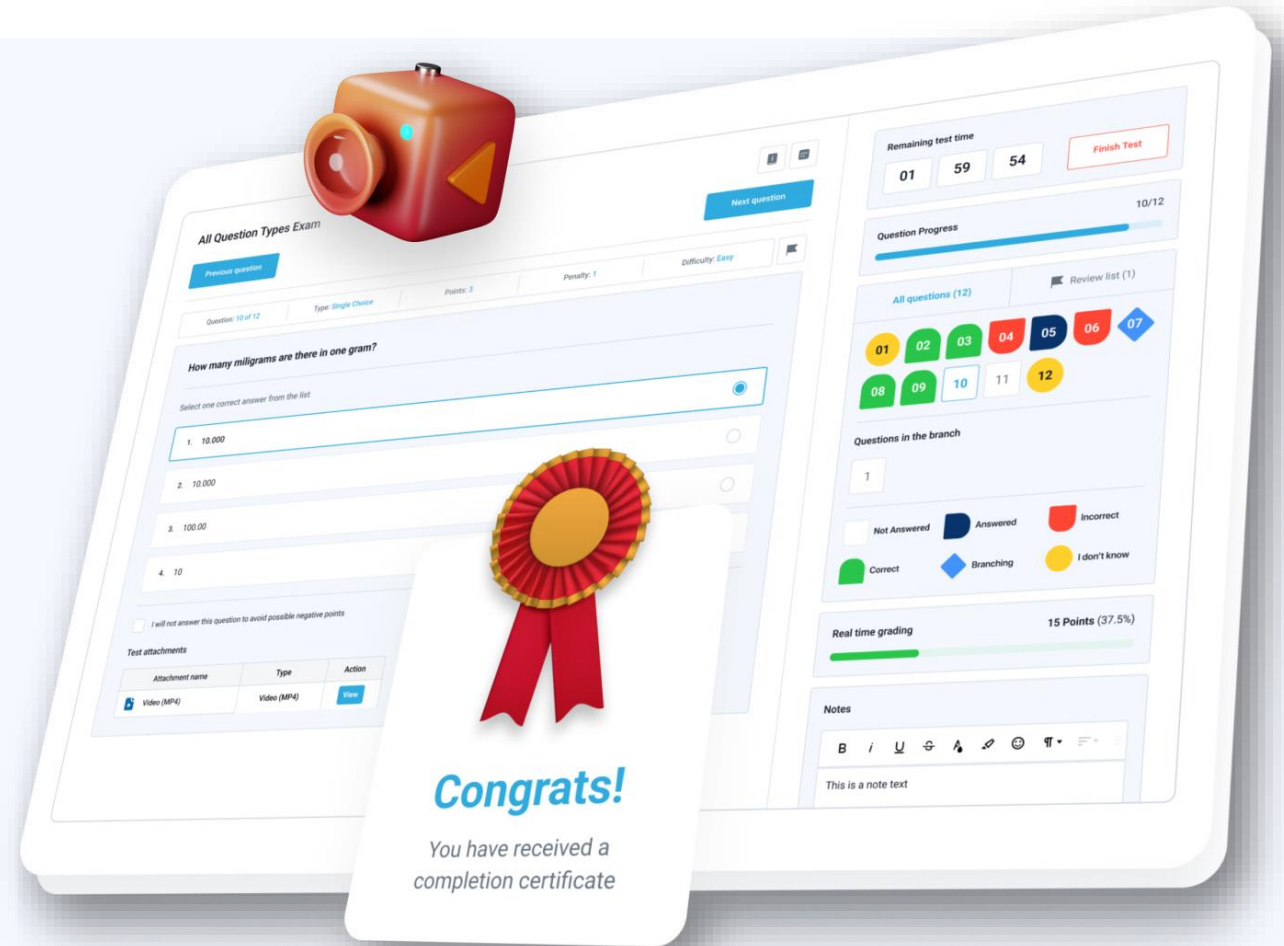 All Question Types Exam
Previous question
Next question
Question: 10 of 12
Type: Single Choice
Points: 3
Penalty: 1
Difficulty: Easy
How many miligrams are there in one gram?
Select one correct answer from the list
1. 10.000
2. 10.000
3. 100.00
4. 10
I will not answer this question to avoid possible negative points
Test attachments
Attachment name Type Action
Video (MP4) Video (MP4) View
Congrats!
You have received a
completion certificate
Remaining test time
01 59 54
Finish Test
Question Progress 10/12
All questions (12) Review list (1)
01 02 03 04 05 06 07
08 09 10 11 12
Questions in the branch
1
Not Answered Answered Incorrect
Correct Branching I don't know
Real time grading 15 Points (37.5%)
Notes
B i U S A ¶
This is a note text